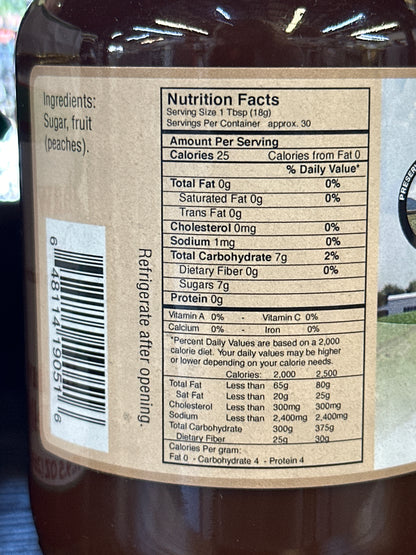 Ingredients:
Sugar, fruit
(peaches).
6 48114 19051 6
Refrigerate after opening.
Nutrition Facts
Serving Size 1 Tbsp (18g)
Servings Per Container approx. 30
Amount Per Serving
Calories 25 Calories from Fat 0
% Daily Value*
Total Fat 0g 0%
Saturated Fat 0g 0%
Trans Fat 0g
Cholesterol 0mg 0%
Sodium 1mg 0%
Total Carbohydrate 7g 2%
Dietary Fiber 0g 0%
Sugars 7g
Protein 0g
Vitamin A 0% - Vitamin C 0%
Calcium 0% - Iron 0%
*Percent Daily Values are based on a 2,000
calorie diet. Your daily values may be higher
or lower depending on your calorie needs.
Calories: 2,000 2,500
Total Fat Less than 65g 80g
Sat Fat Less than 20g 25g
Cholesterol Less than 300mg 300mg
Sodium Less than 2,400mg 2,400mg
Total Carbohydrate 300g 375g
Dietary Fiber 25g 30g
Calories Per gram:
Fat 0 - Carbohydrate 4 - Protein 4